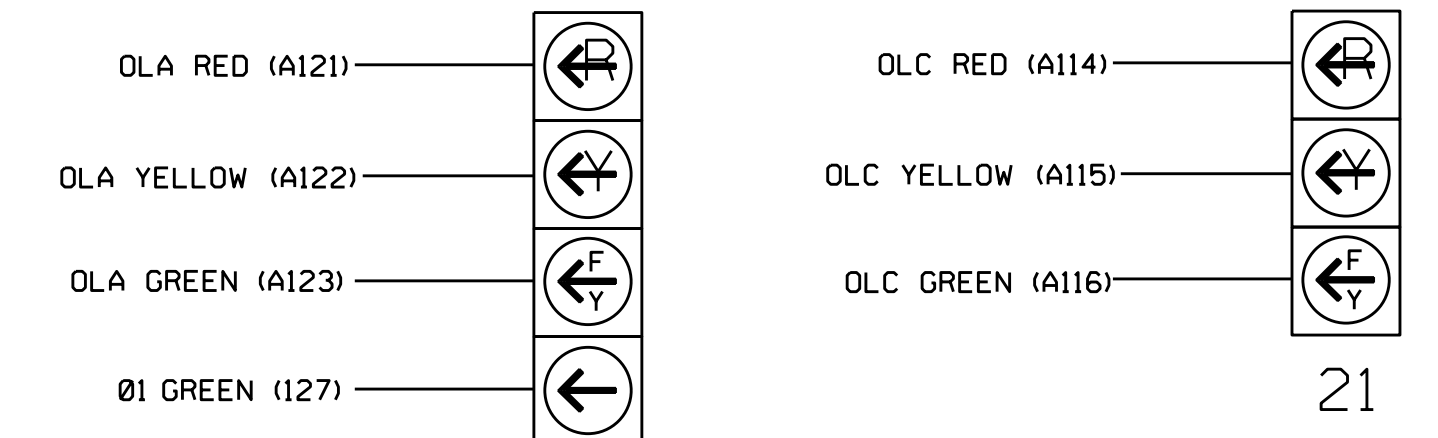 OLA RED (A121)
R
OLA YELLOW (A122)
Y
OLA GREEN (A123)
F
Y
Ø1 GREEN (127)
OLC RED (A114)
R
OLC YELLOW (A115)
Y
OLC GREEN (A116)
F
Y
21